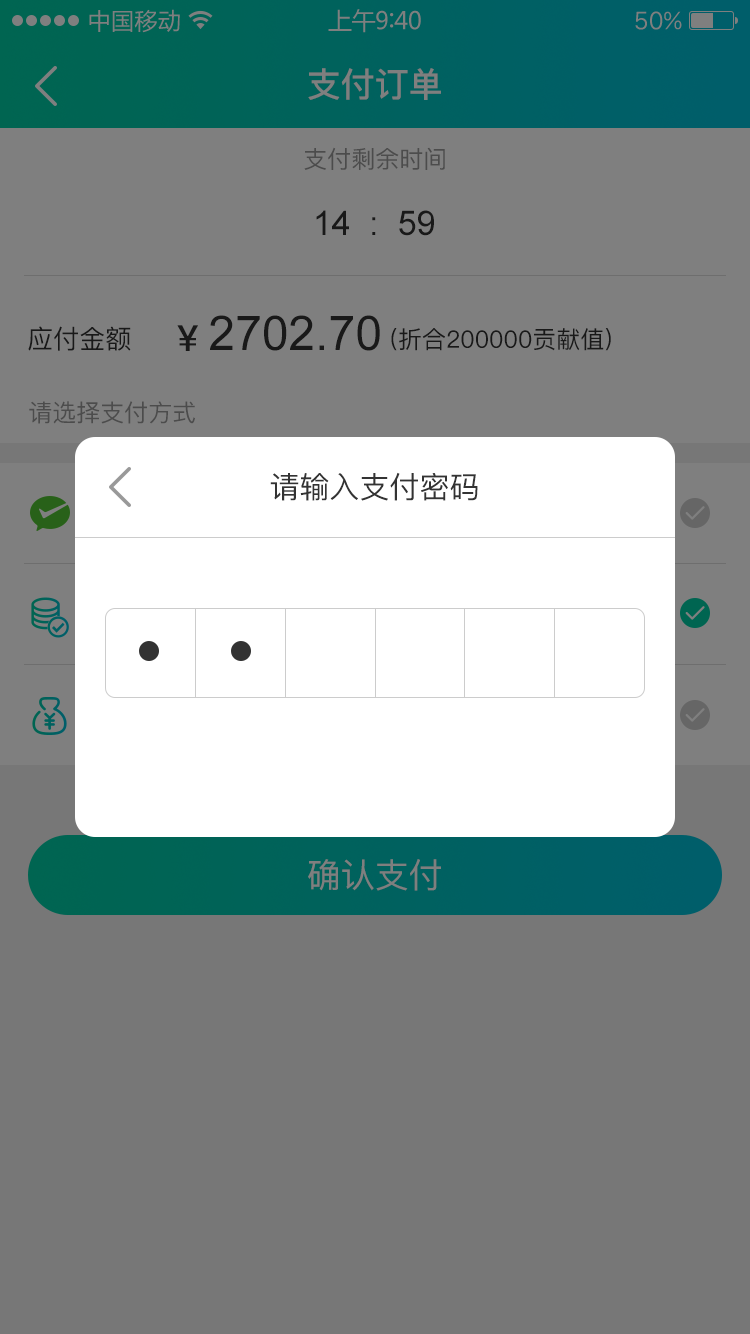 中国移动 上午9:40 50%
支付订单
支付剩余时间
14 : 59
应付金额 ¥ 2702.70 (折合200000贡献值)
请选择支付方式
请输入支付密码
确认支付